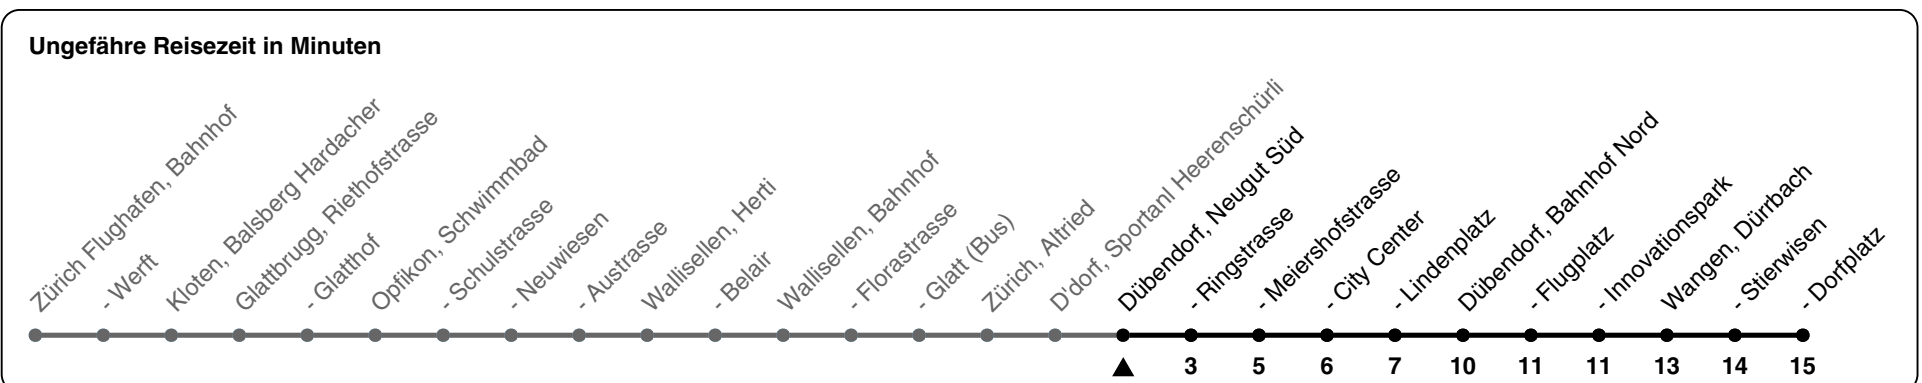 Ungefähre Reisezeit in Minuten
Zürich Flughafen, Bahnhof
- Werft
Kloten, Balsberg Hardacher
Glattbrugg, Riethofstrasse
- Glatthof
Opfikon, Schwimmbad
- Schulstrasse
- Neuwiesen
- Austrasse
Wallisellen, Herti
- Belair
Wallisellen, Bahnhof
- Florastrasse
- Glatt (Bus)
Zürich, Altried
D'dorf, Sportanl Heerenschürli
Dübendorf, Neugut Süd
- Ringstrasse
- Meiershofstrasse
- City Center
- Lindenplatz
Dübendorf, Bahnhof Nord
- Flugplatz
- Innovationspark
Wangen, Dürrbach
- Stierwisen
- Dorfplatz
3 5 6 7 10 11 11 13 14 15